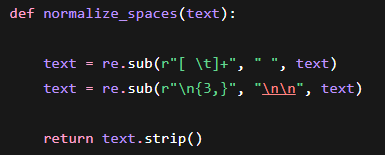 def normalize_spaces(text):
text = re.sub(r"[ \t]+", " ", text)
text = re.sub(r"\n{3,}", "\n\n", text)
return text.strip()